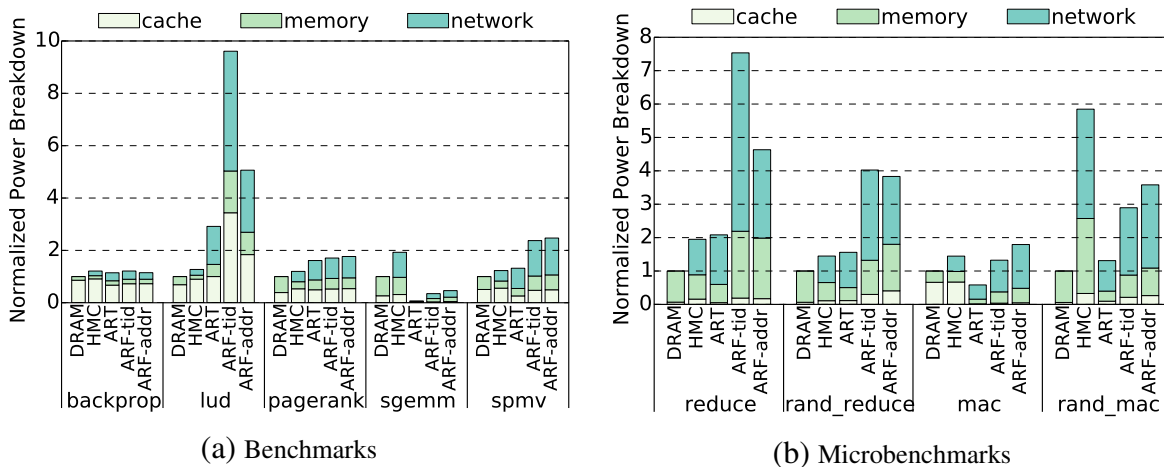 cache memory network
Normalized Power Breakdown
10
8
6
4
2
0
DRAM HMC ART ARF-tid ARF-addr DRAM HMC ART ARF-tid ARF-addr DRAM HMC ART ARF-tid ARF-addr DRAM HMC ART ARF-tid ARF-addr DRAM HMC ART ARF-tid ARF-addr
backprop lud pagerank sgemm spmv
(a) Benchmarks
cache memory network
Normalized Power Breakdown
8
7
6
5
4
3
2
1
0
DRAM HMC ART ARF-tid ARF-addr DRAM HMC ART ARF-tid ARF-addr DRAM HMC ART ARF-tid ARF-addr DRAM HMC ART ARF-tid ARF-addr
reduce rand_reduce mac rand_mac
(b) Microbenchmarks